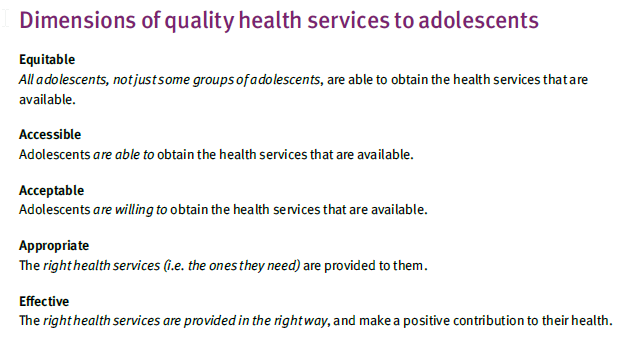 Dimensions of quality health services to adolescents
Equitable
All adolescents, not just some groups of adolescents, are able to obtain the health services that are
available.
Accessible
Adolescents are able to obtain the health services that are available.
Acceptable
Adolescents are willing to obtain the health services that are available.
Appropriate
The right health services (i.e. the ones they need) are provided to them.
Effective
The right health services are provided in the right way, and make a positive contribution to their health.